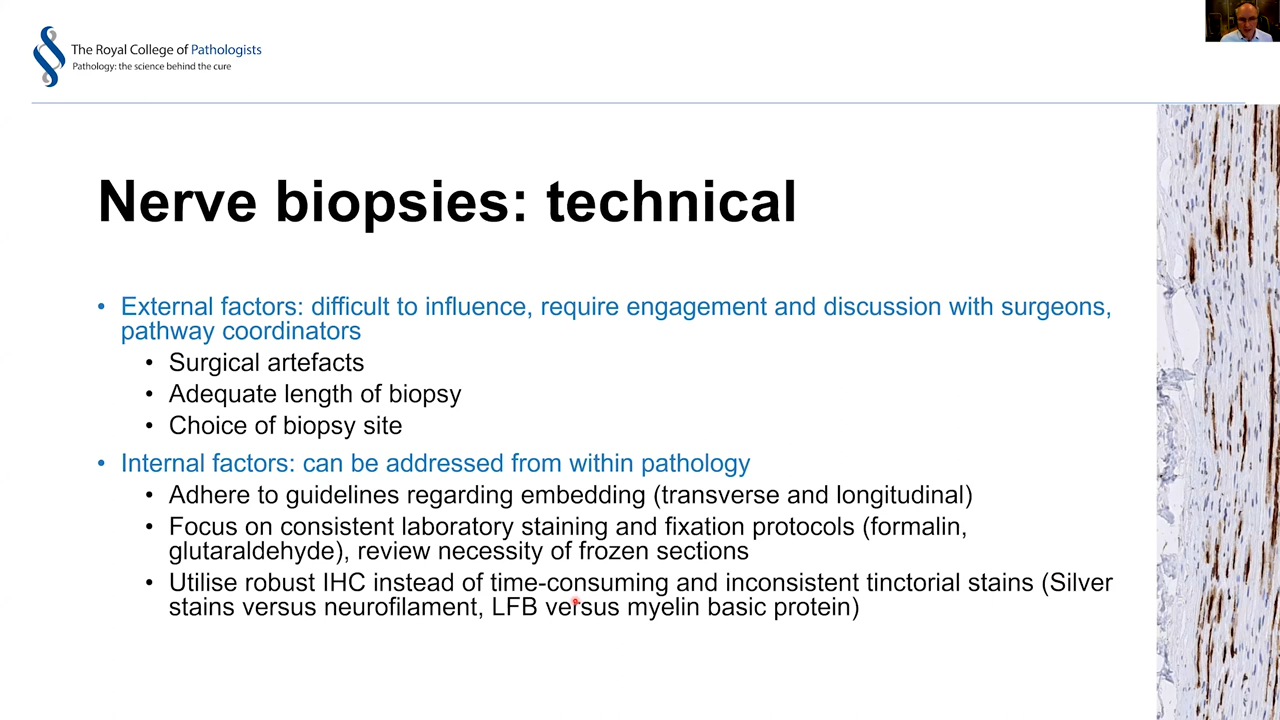 The Royal College of Pathologists
Pathology: the science behind the cure
Nerve biopsies: technical
• External factors: difficult to influence, require engagement and discussion with surgeons,
pathway coordinators
• Surgical artefacts
• Adequate length of biopsy
• Choice of biopsy site
• Internal factors: can be addressed from within pathology
• Adhere to guidelines regarding embedding (transverse and longitudinal)
• Focus on consistent laboratory staining and fixation protocols (formalin,
glutaraldehyde), review necessity of frozen sections
• Utilise robust IHC instead of time-consuming and inconsistent tinctorial stains (Silver
stains versus neurofilament, LFB versus myelin basic protein)